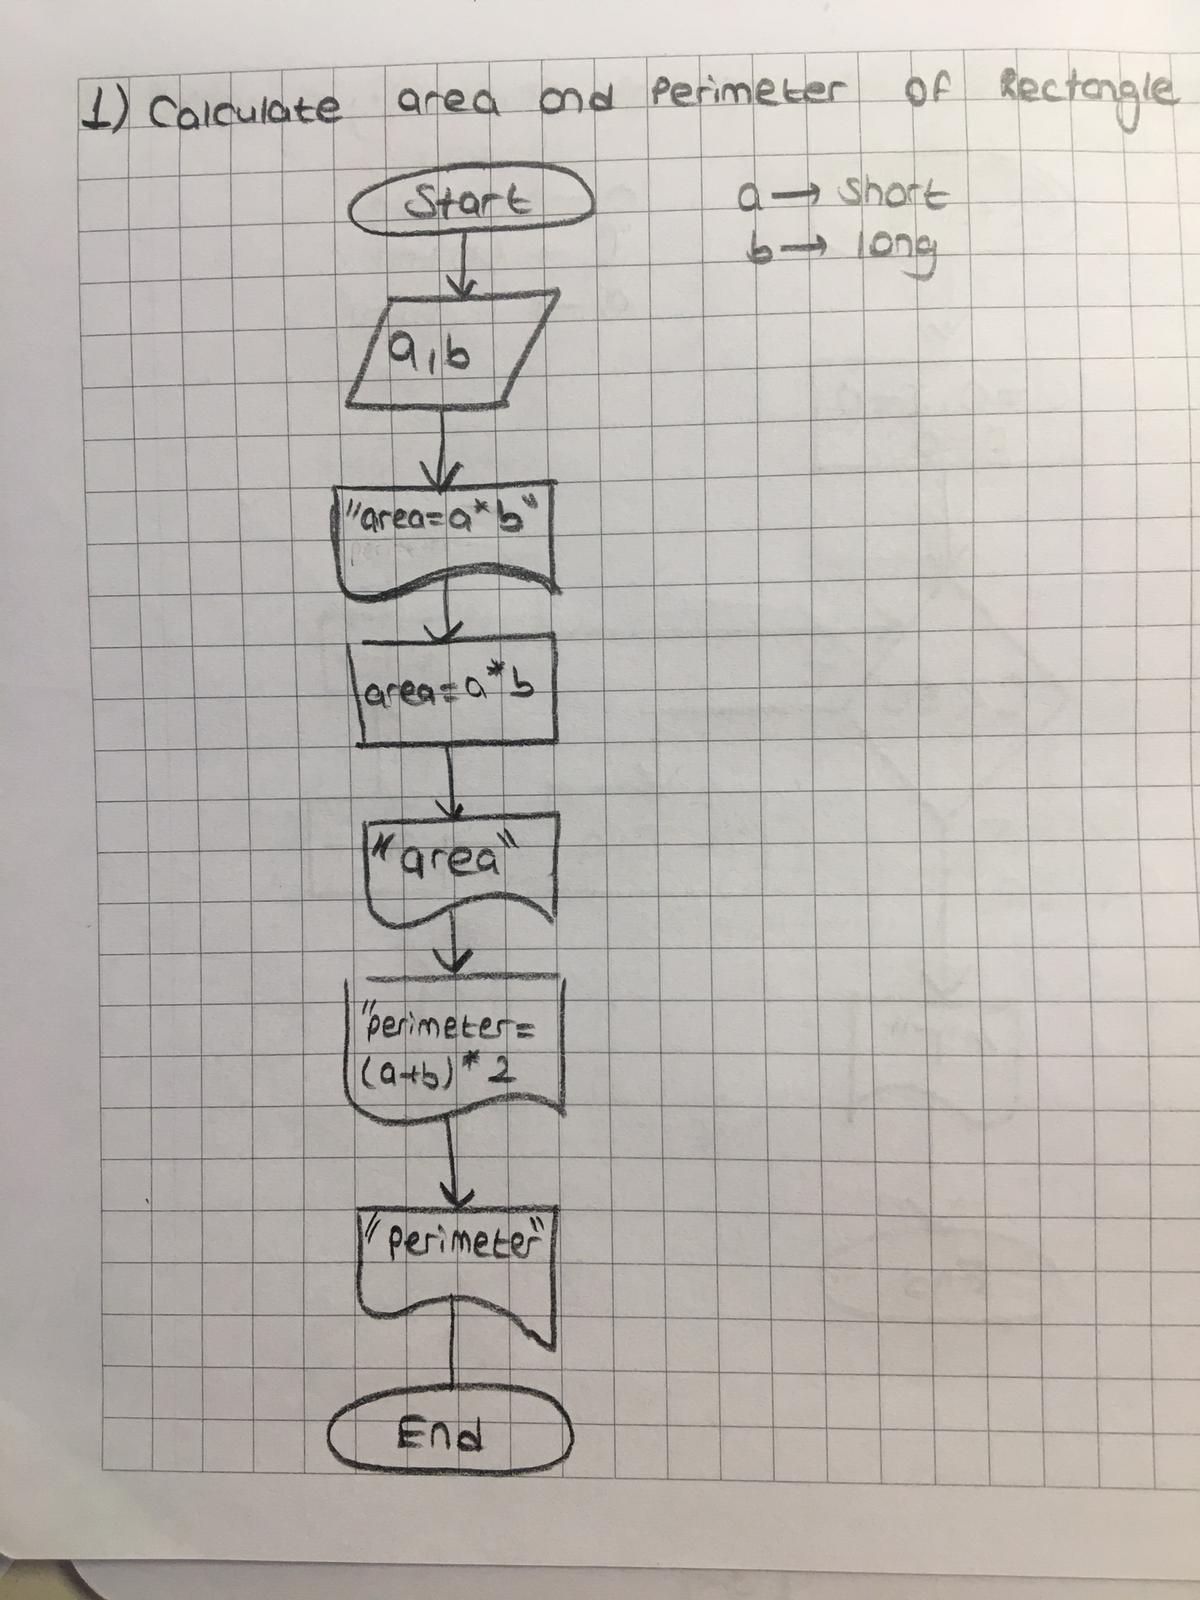 1) Calculate area and perimeter of Rectangle
Start
a → short
b → long
a, b
"area=a*b"
area=a*b
"area"
"perimeter=
(a+b)*2
"perimeter"
End